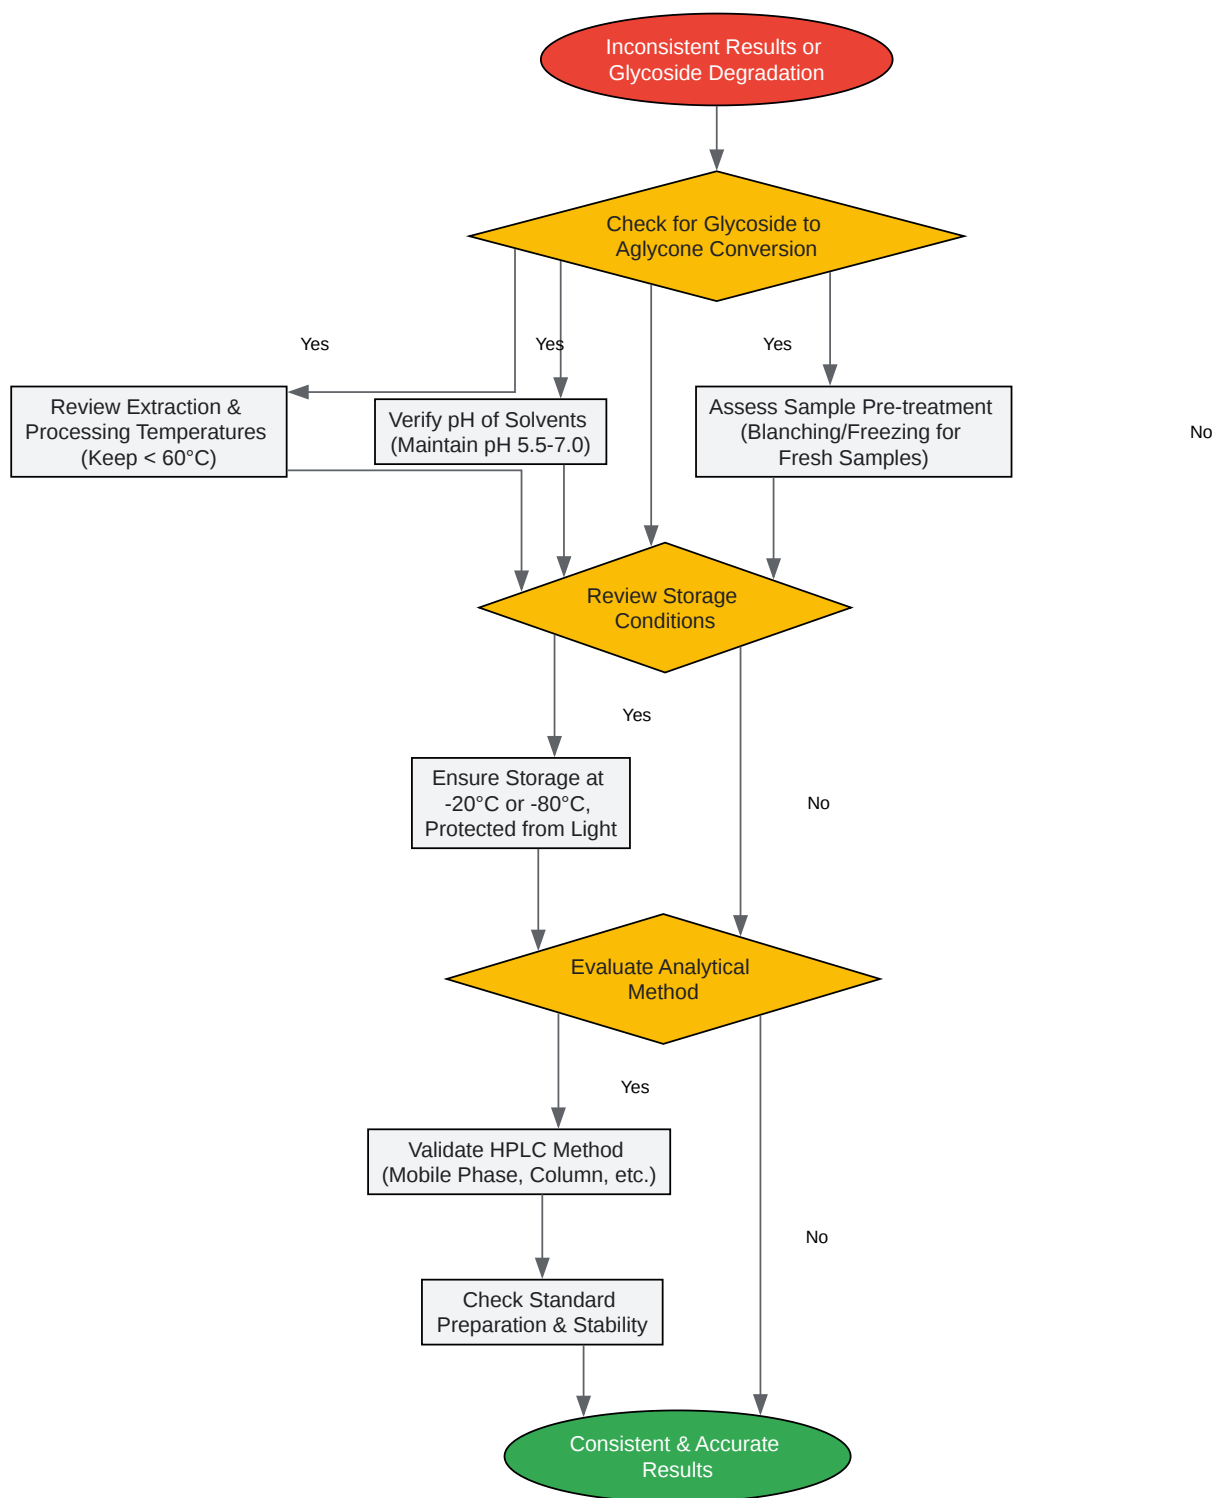 Inconsistent Results or
Glycoside Degradation
Check for Glycoside to
Aglycone Conversion
Yes
Yes
Yes
Review Extraction &
Processing Temperatures
(Keep < 60°C)
Verify pH of Solvents
(Maintain pH 5.5-7.0)
Assess Sample Pre-treatment
(Blanching/Freezing for
Fresh Samples)
No
Review Storage
Conditions
Yes
Ensure Storage at
-20°C or -80°C,
Protected from Light
No
Evaluate Analytical
Method
Yes
Validate HPLC Method
(Mobile Phase, Column, etc.)
No
Check Standard
Preparation & Stability
Consistent & Accurate
Results